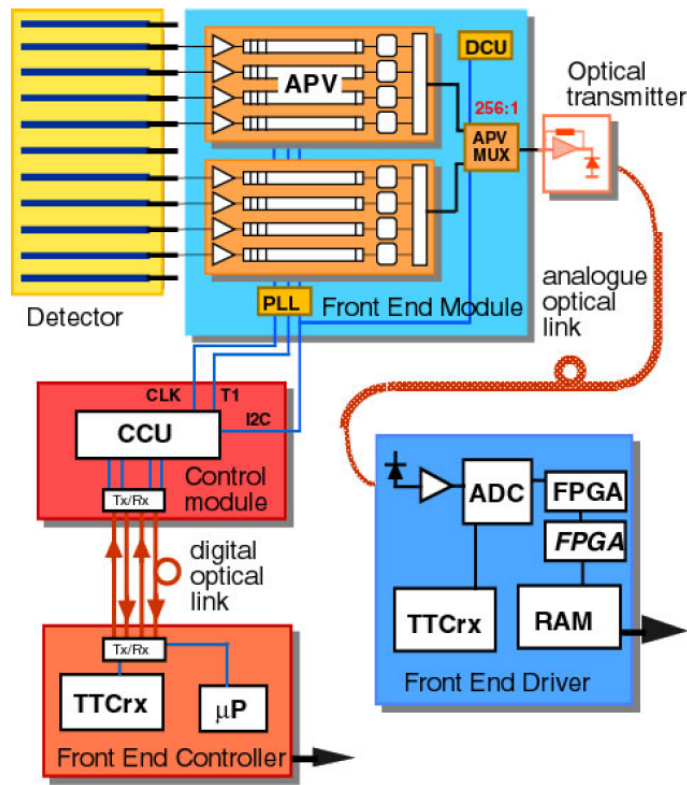 DCU
APV
256:1
APV
MUX
Optical
transmitter
PLL
Front End Module
Detector
analogue
optical
link
CLK
T1
I2C
CCU
Control
module
Tx/Rx
digital
optical
link
Tx/Rx
TTCrx
µP
Front End Controller
ADC
FPGA
FPGA
TTCrx
RAM
Front End Driver